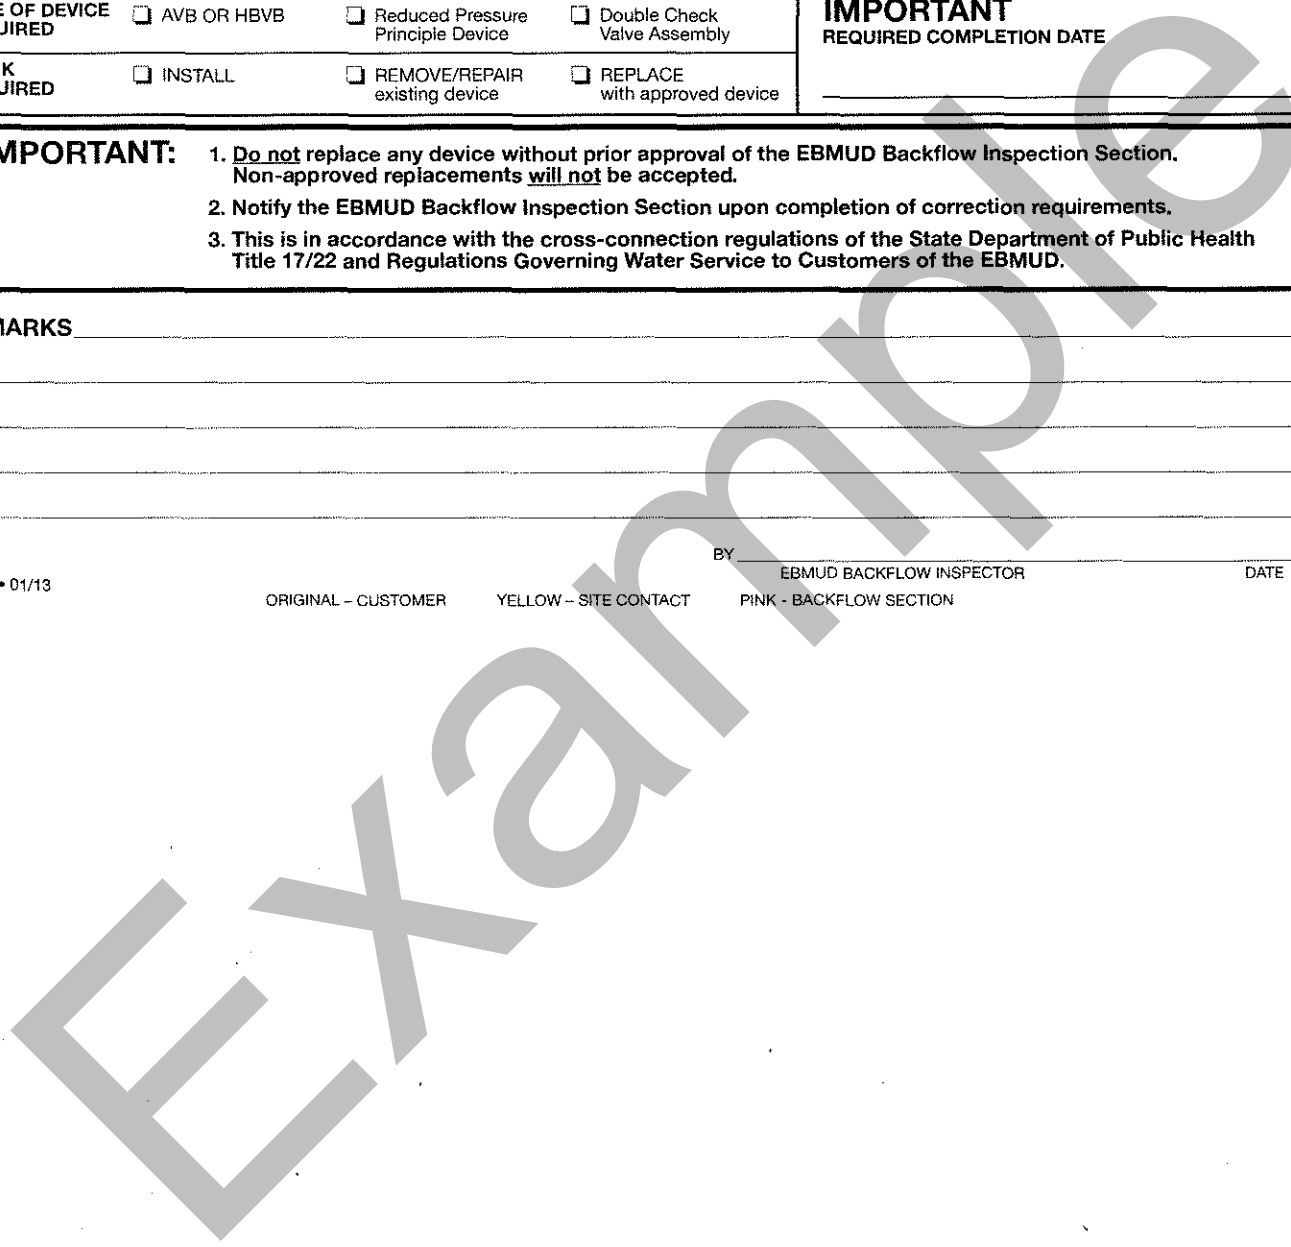 E OF DEVICE
UIRED
❏ AVB OR HBVB
❏ Reduced Pressure
Principle Device
❏ Double Check
Valve Assembly
IMPORTANT
REQUIRED COMPLETION DATE
K
UIRED
❏ INSTALL
❏ REMOVE/REPAIR
existing device
❏ REPLACE
with approved device
MPORTANT:
1. Do not replace any device without prior approval of the EBMUD Backflow Inspection Section.
Non-approved replacements will not be accepted.
2. Notify the EBMUD Backflow Inspection Section upon completion of correction requirements.
3. This is in accordance with the cross-connection regulations of the State Department of Public Health
Title 17/22 and Regulations Governing Water Service to Customers of the EBMUD.
MARKS
BY
EBMUD BACKFLOW INSPECTOR DATE
• 01/13
ORIGINAL – CUSTOMER YELLOW – SITE CONTACT PINK - BACKFLOW SECTION
Example